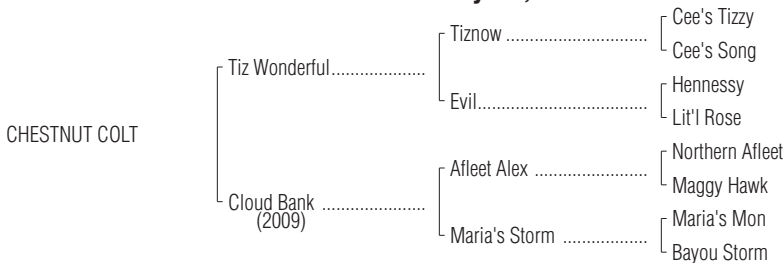 Cee's Tizzy
Tiznow ..............................
Cee's Song
Tiz Wonderful....................
Hennessy
Evil....................................
Lit'l Rose
CHESTNUT COLT
Northern Afleet
Afleet Alex ........................
Maggy Hawk
Cloud Bank ......................
(2009)
Maria's Mon
Maria's Storm ..................
Bayou Storm